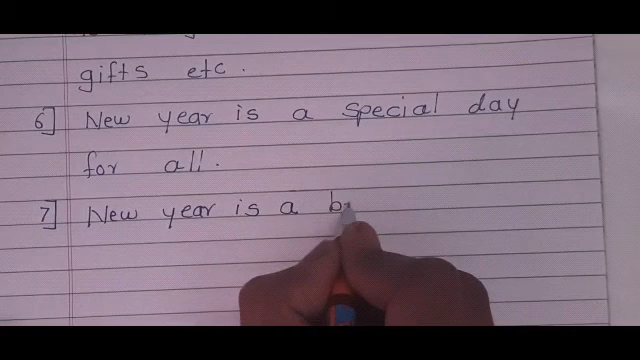 gifts etc.
6] New year is a special day
for all.
7] New year is a b